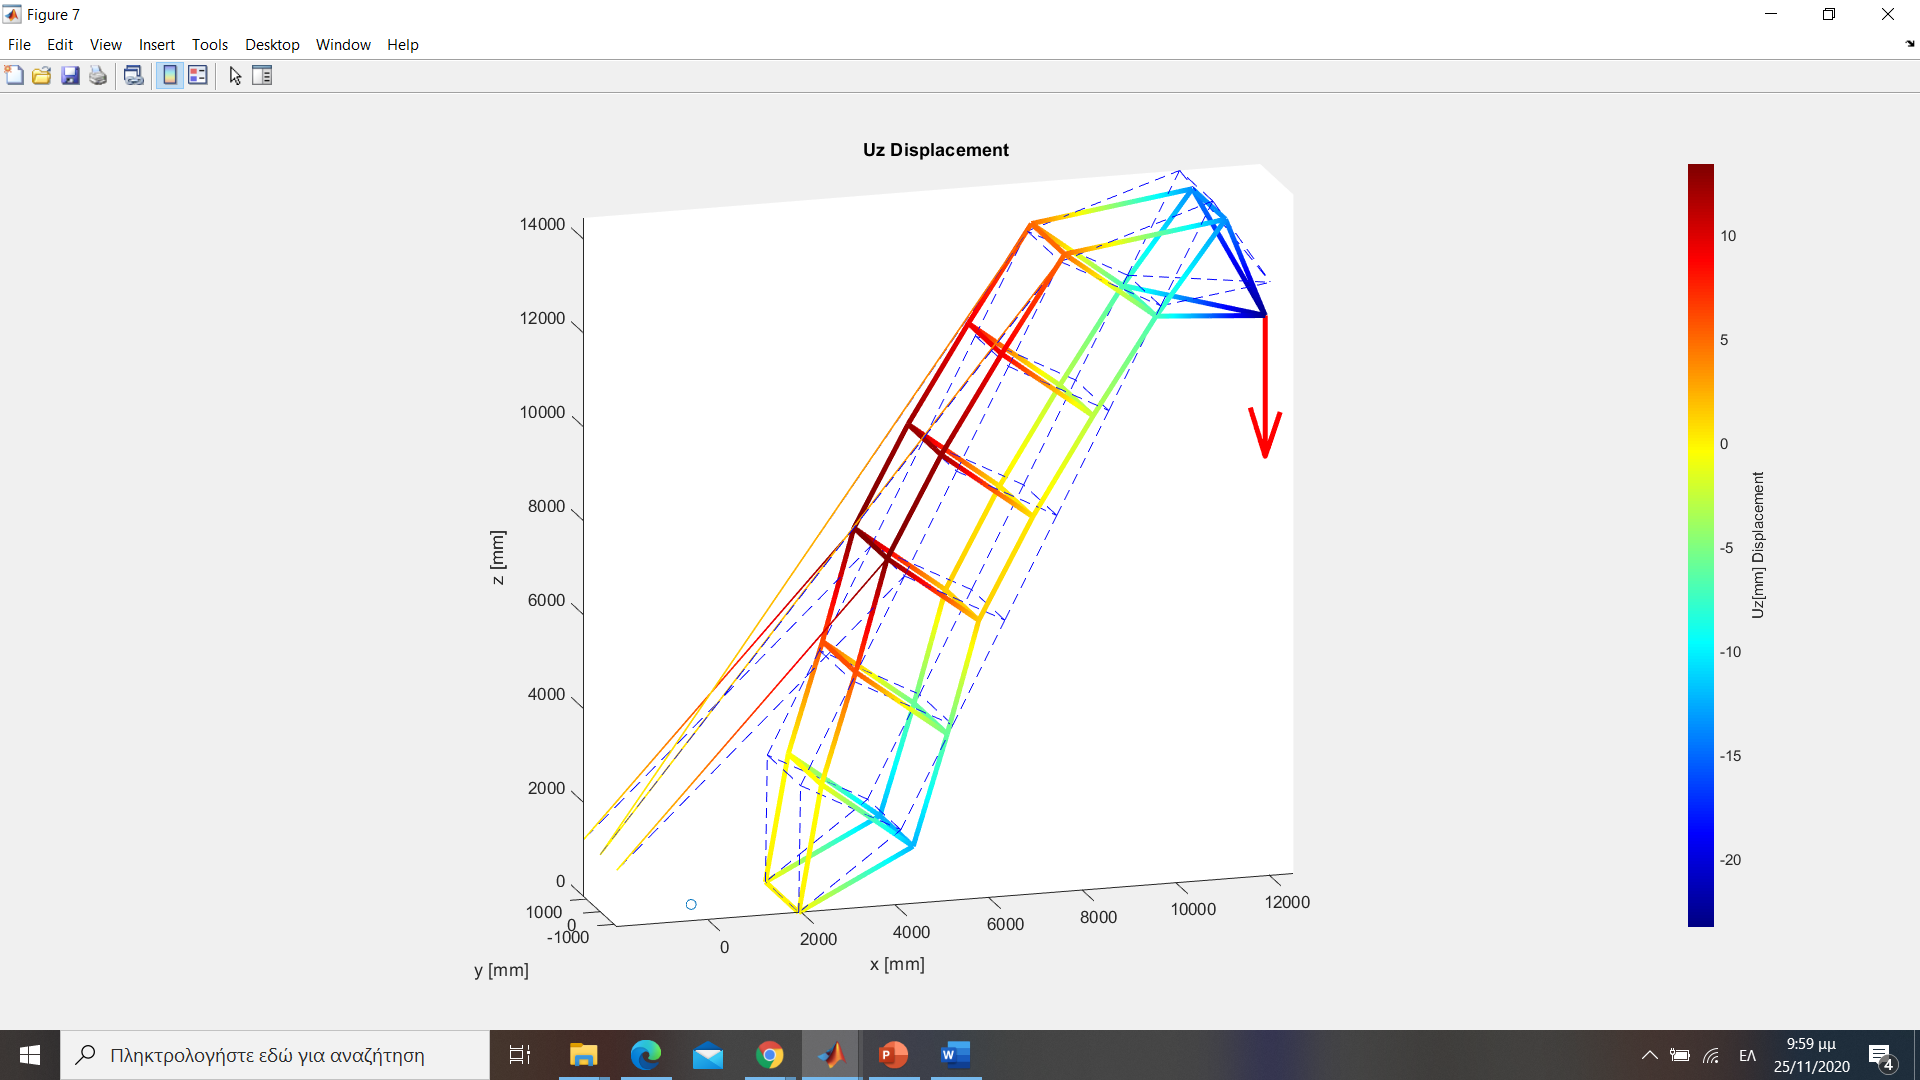 Figure 7
File Edit View Insert Tools Desktop Window Help
Uz Displacement
14000
12000
10000
8000
6000
4000
2000
0
z [mm]
1000
0
-1000
y [mm]
0
2000
4000
6000
8000
10000
12000
x [mm]
10
5
0
-5
-10
-15
-20
Uz[mm] Displacement
Πληκτρολογήστε εδώ για αναζήτηση
P
W
ΕΛ
9:59 μμ
25/11/2020
4